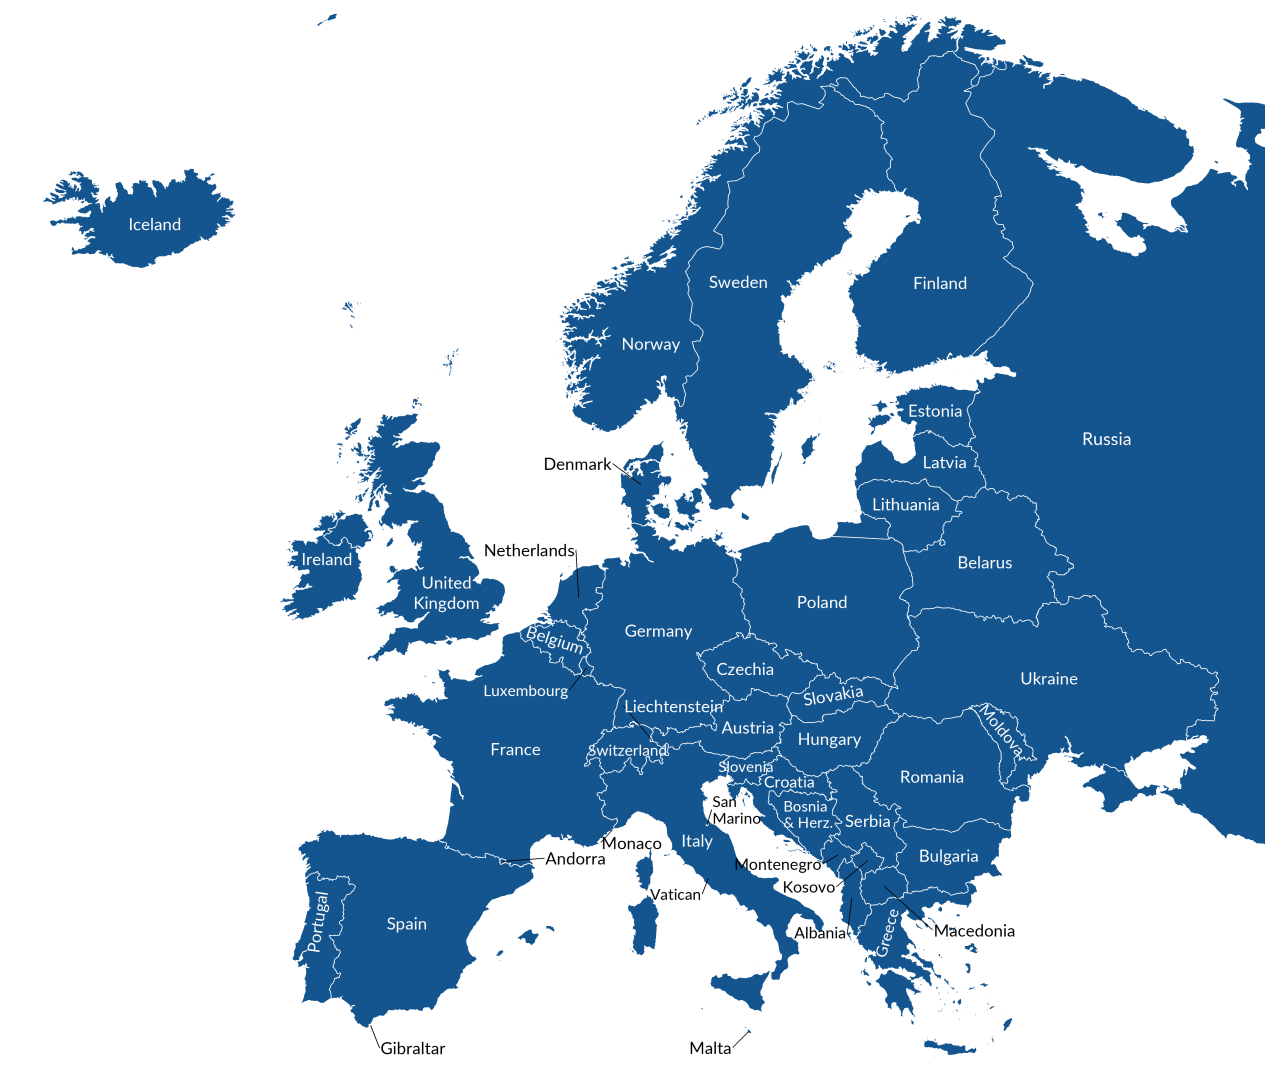 Iceland
Sweden
Finland
Norway
Estonia
Russia
Latvia
Denmark
Lithuania
Netherlands
Ireland
Belarus
United
Kingdom
Poland
Germany
Belgium
Czechia
Ukraine
Luxembourg
Slovakia
Liechtenstein
Moldova
Austria
Hungary
France
Switzerland
Slovenia
Romania
Croatia
San
Marino
Bosnia
& Herz.
Serbia
Italy
Monaco
Andorra
Bulgaria
Montenegro
Kosovo
Vatican
Portugal
Spain
Albania
Greece
Macedonia
Gibraltar
Malta